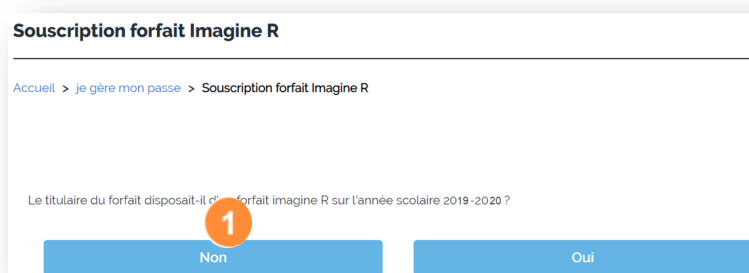 Souscription forfait Imagine R
Accueil > je gère mon passe > Souscription forfait Imagine R
Le titulaire du forfait disposait-il d' forfait imagine R sur l'année scolaire 2019-2020 ?
1
Non Oui